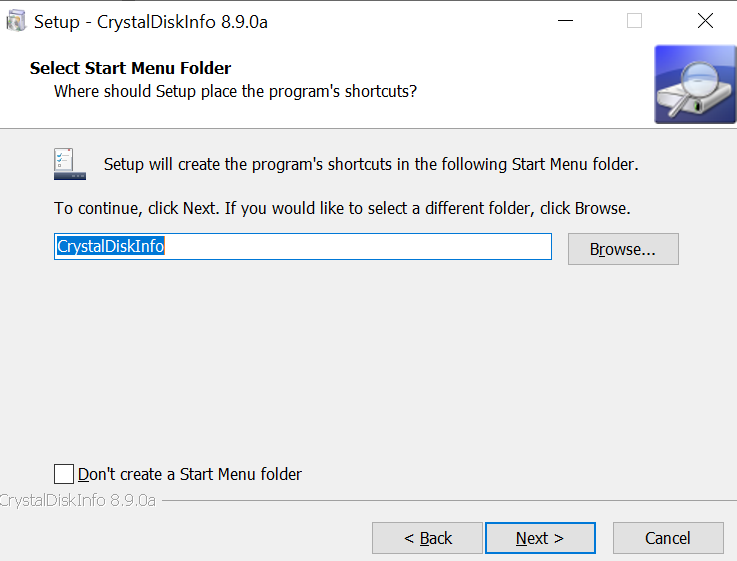 Setup - CrystalDiskInfo 8.9.0a
Select Start Menu Folder
Where should Setup place the program's shortcuts?
Setup will create the program's shortcuts in the following Start Menu folder.
To continue, click Next. If you would like to select a different folder, click Browse.
CrystalDiskInfo
Browse...
Don't create a Start Menu folder
CrystalDiskInfo 8.9.0a
< Back
Next >
Cancel